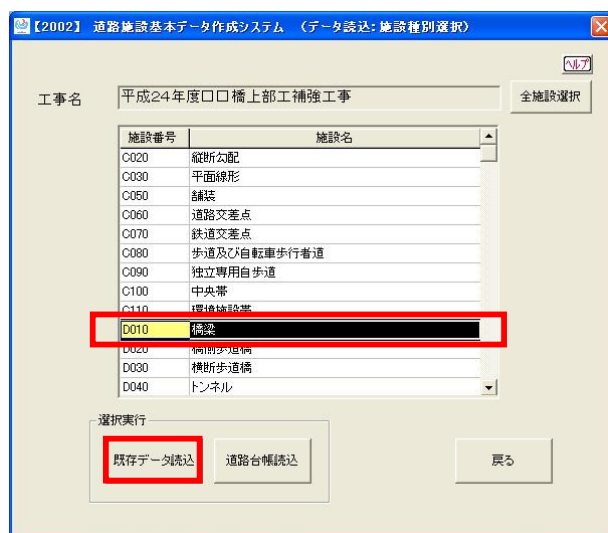 【2002】 道路施設基本データ作成システム （データ読込：施設種別選択）
ヘルプ
工事名 平成24年度口口橋上部工補強工事 全施設選択
施設番号 施設名
C020 縦断勾配
C030 平面線形
C050 舗装
C060 道路交差点
C070 鉄道交差点
C080 歩道及び自転車歩行者道
C090 独立専用自歩道
C100 中央帯
C110 環境施設帯
D010 橋梁
D020 橋側歩道橋
D030 横断歩道橋
D040 トンネル
選択実行
既存データ読込 道路台帳読込 戻る